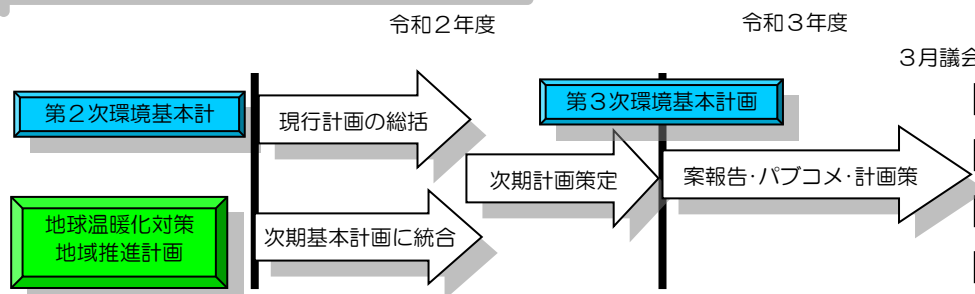 令和２年度
令和３年度
３月議会
第２次環境基本計
現行計画の総括
第３次環境基本計画
次期計画策定
案報告・パブコメ・計画策
地球温暖化対策
地域推進計画
次期基本計画に統合